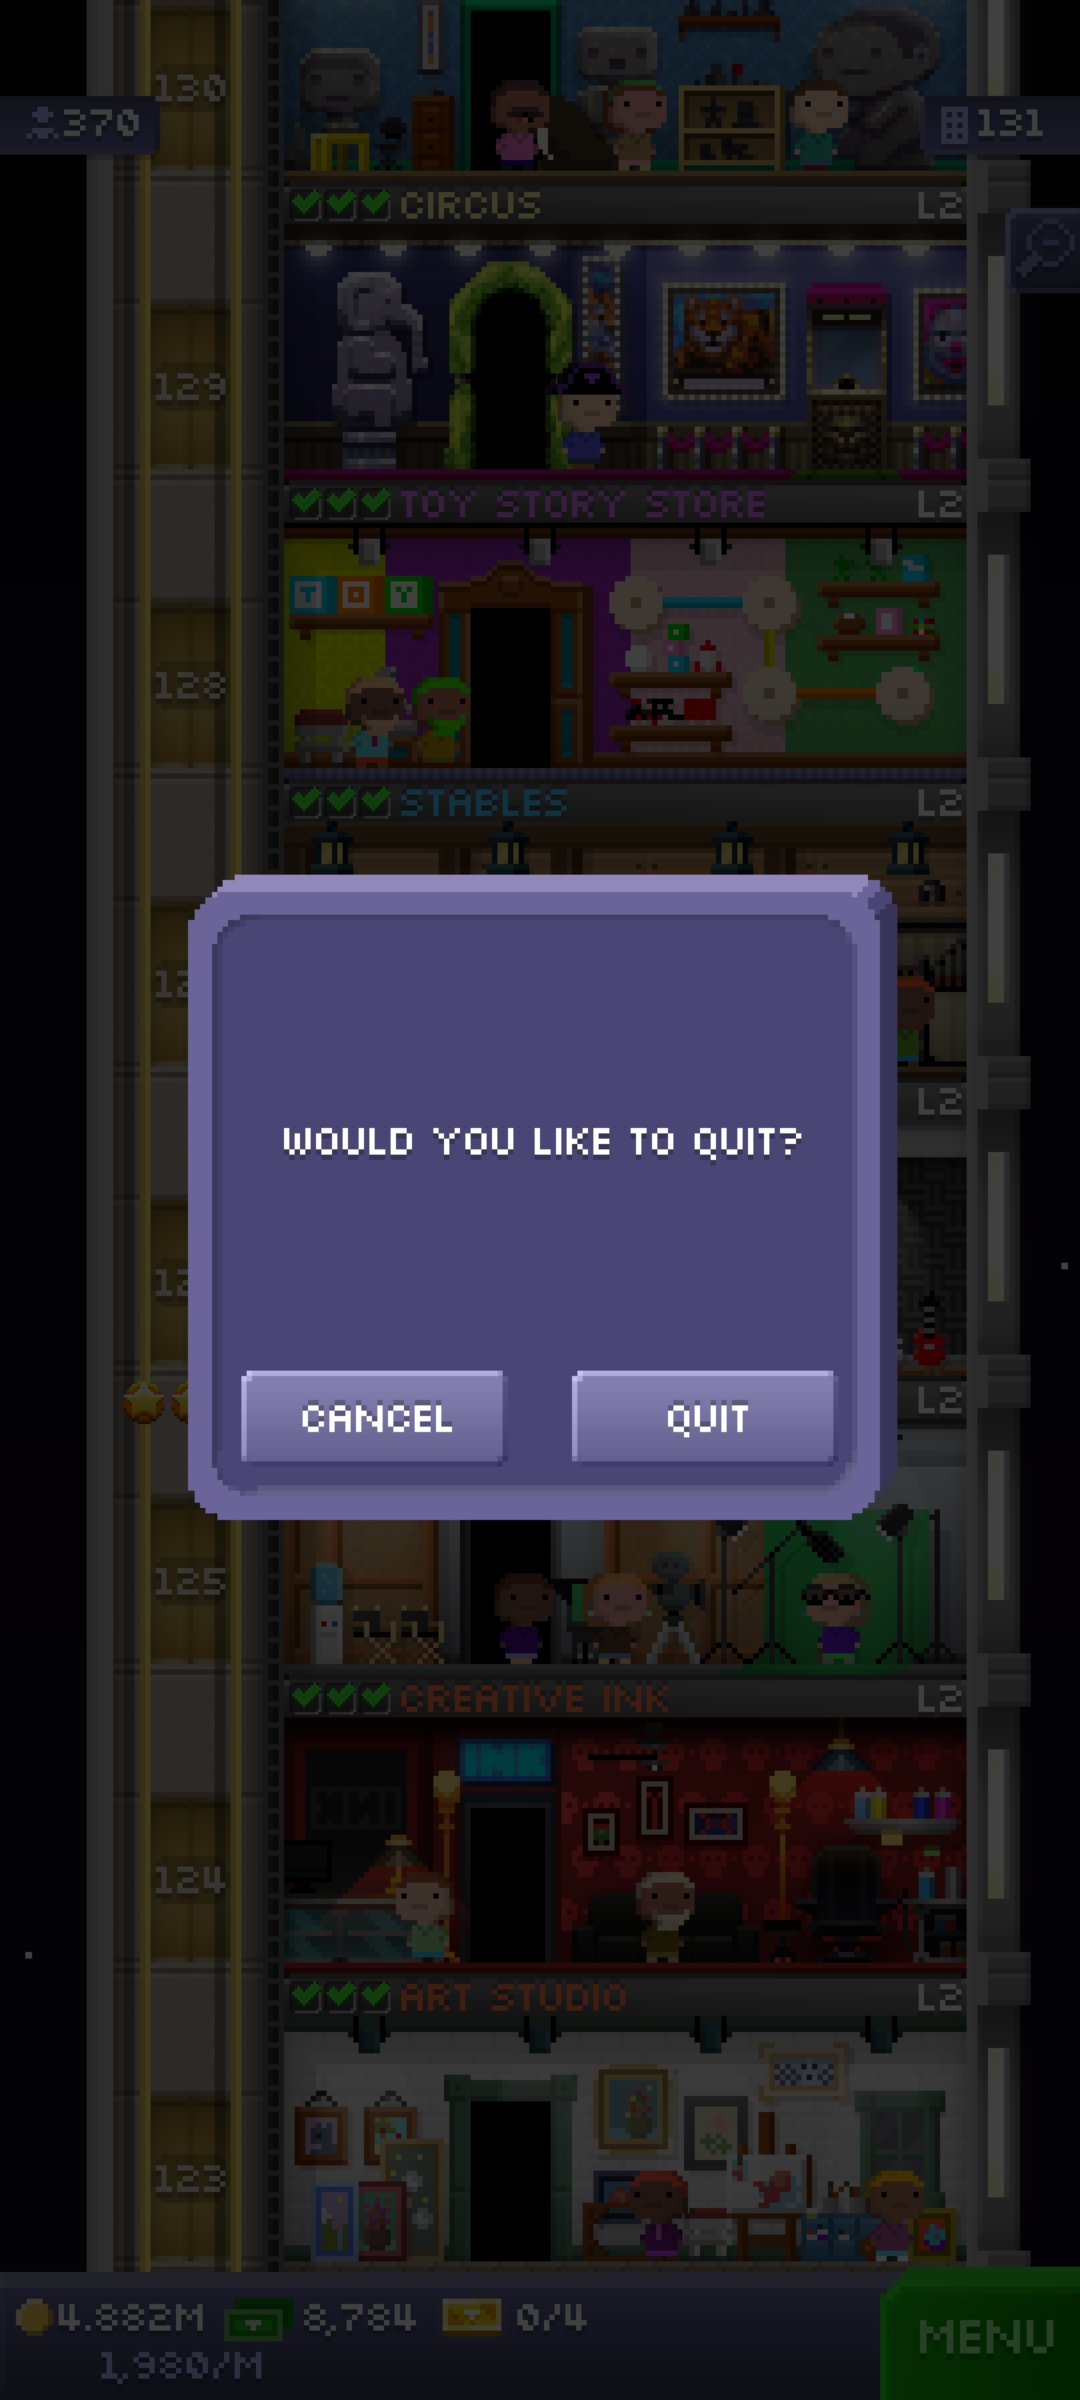 130
370
131
CIRCUS L2
129
TOY STORY STORE L2
TOY
128
STABLES L2
12
L2
WOULD YOU LIKE TO QUIT?
12
L2
CANCEL QUIT
125
CREATIVE INK L2
INK
INK
124
ART STUDIO L2
123
4.882M 8,784 0/4
1,980/M
MENU